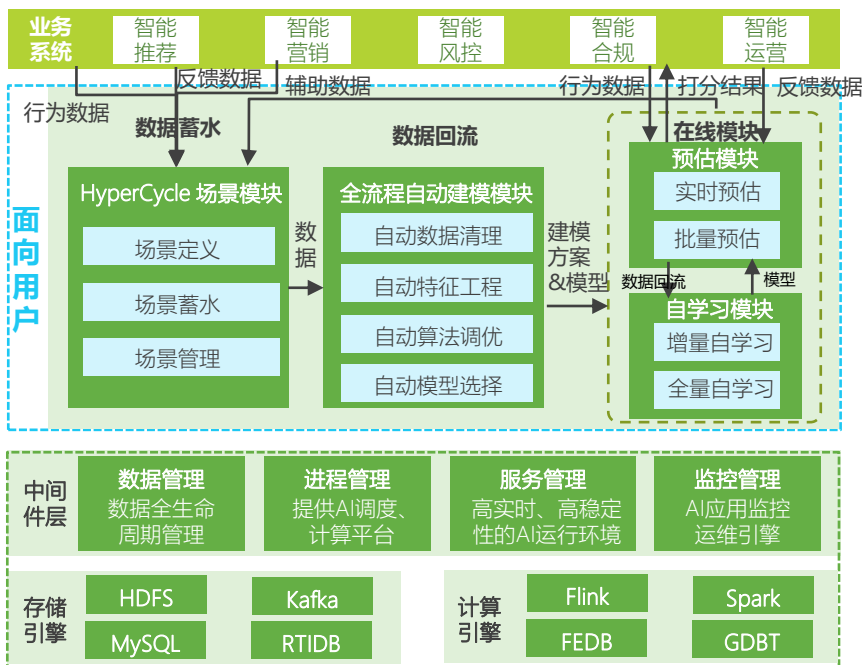 业务
系统
智能
推荐
智能
营销
智能
风控
智能
合规
智能
运营
反馈数据
辅助数据
行为数据
打分结果
反馈数据
行为数据
数据蓄水
数据回流
在线模块
面
向
用
户
HyperCycle 场景模块
场景定义
场景蓄水
场景管理
数
据
全流程自动建模模块
自动数据清理
自动特征工程
自动算法调优
自动模型选择
建模
方案
&模型
预估模块
实时预估
批量预估
数据回流
模型
自学习模块
增量自学习
全量自学习
中间
件层
数据管理
数据全生命
周期管理
进程管理
提供AI调度、
计算平台
服务管理
高实时、高稳定
性的AI运行环境
监控管理
AI应用监控
运维引擎
存储
引擎
HDFS
Kafka
MySQL
RTIDB
计算
引擎
Flink
Spark
FEDB
GDBT